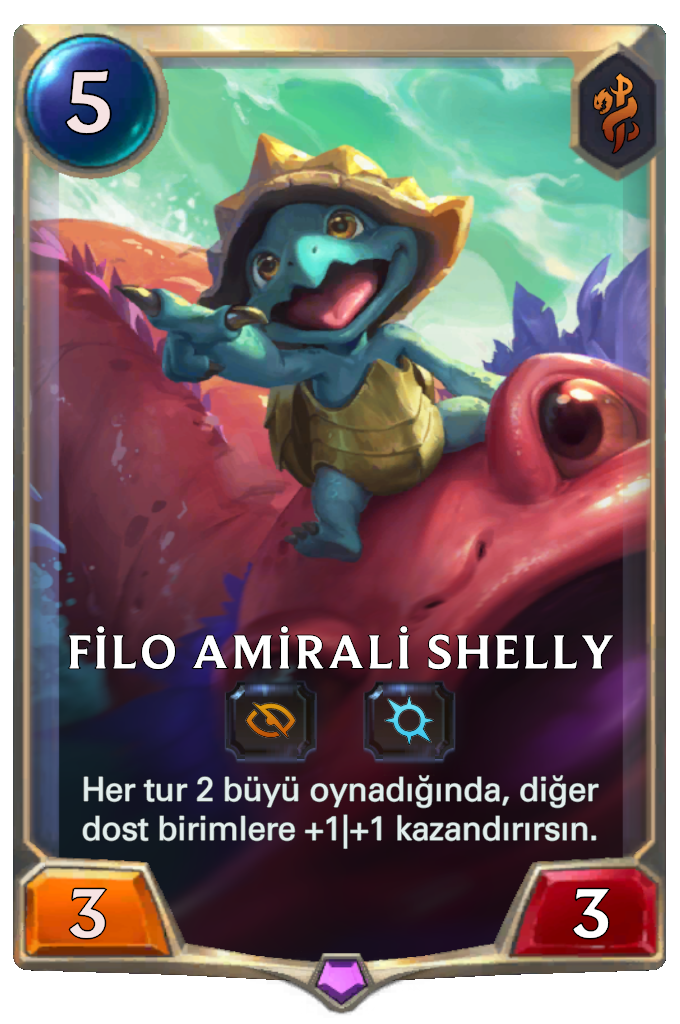 5
FİLO AMİRALİ SHELLY
Her tur 2 büyü oynadığında, diğer
dost birimlere +1|+1 kazandırırsın.
3
3